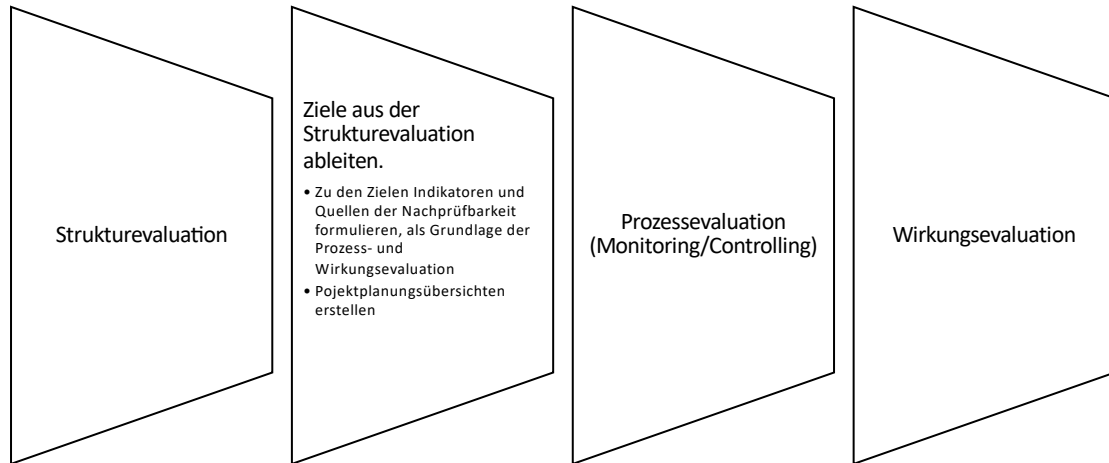 Strukturevaluation
Ziele aus der
Strukturevaluation
ableiten.
• Zu den Zielen Indikatoren und
Quellen der Nachprüfbarkeit
formulieren, als Grundlage der
Prozess- und
Wirkungsevaluation
• Pojektplanungsübersichten
erstellen
Prozessevaluation
(Monitoring/Controlling)
Wirkungsevaluation